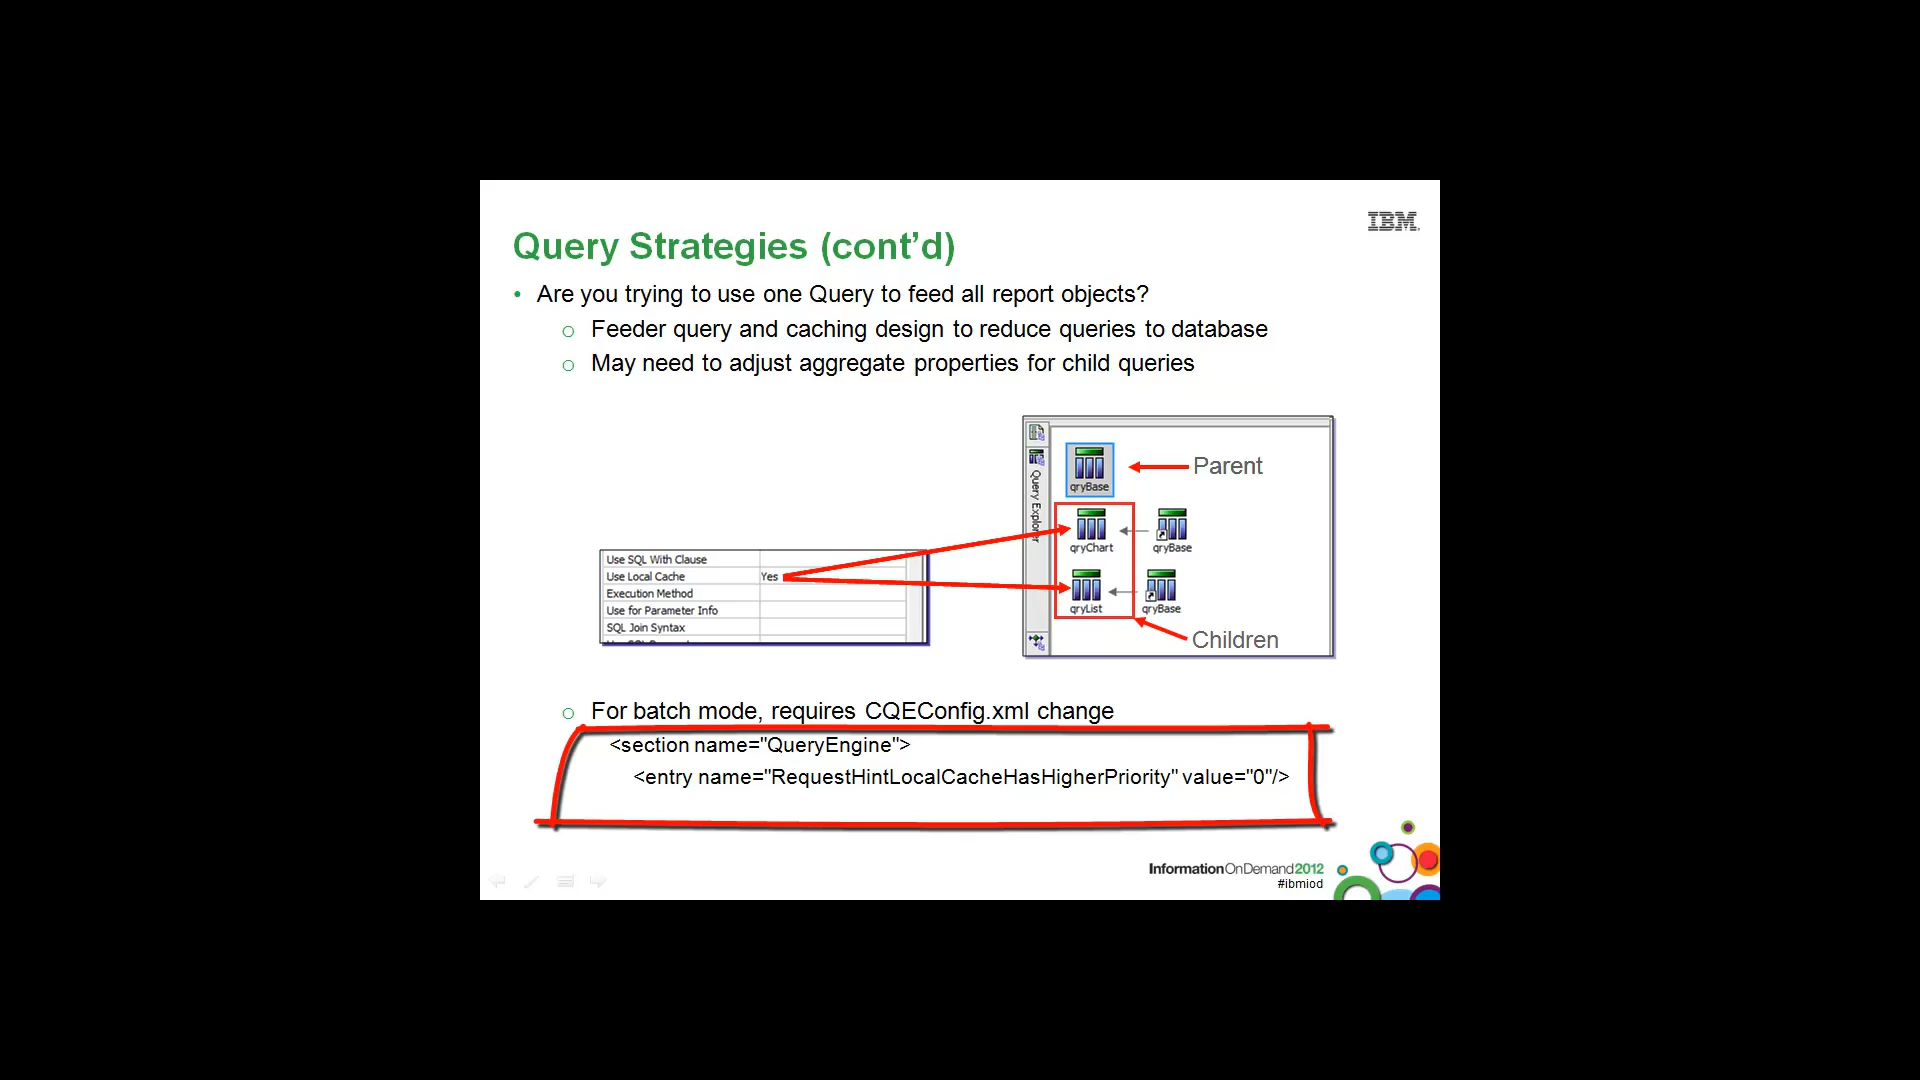 IBM
Query Strategies (cont’d)
• Are you trying to use one Query to feed all report objects?
o Feeder query and caching design to reduce queries to database
o May need to adjust aggregate properties for child queries
Query Explorer
qryBase
Parent
qryChart
qryBase
qryList
qryBase
Children
Use SQL With Clause
Use Local Cache Yes
Execution Method
Use for Parameter Info
SQL Join Syntax
o For batch mode, requires CQEConfig.xml change
<section name="QueryEngine">
<entry name="RequestHintLocalCacheHasHigherPriority" value="0"/>
InformationOnDemand2012
#ibmiod